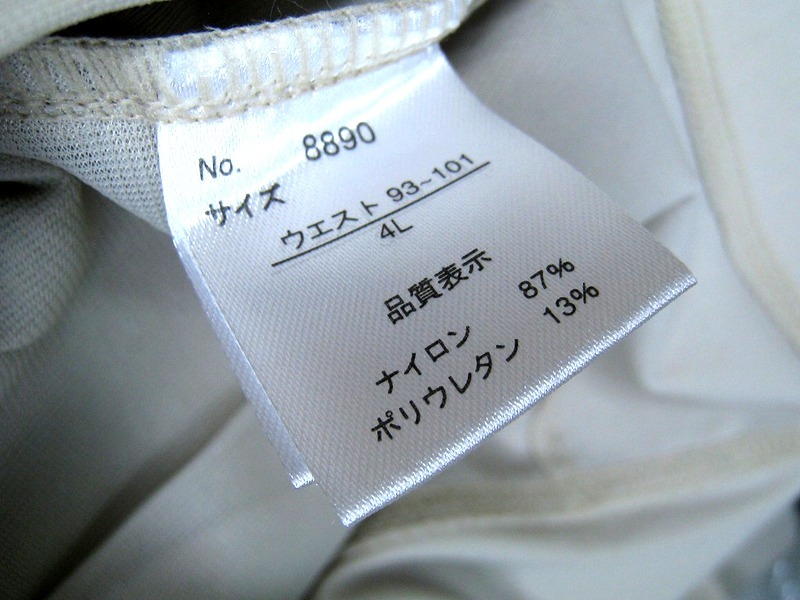 No. 8890
サイズ
ウエスト 93~101
4L
品質表示
ナイロン 87%
ポリウレタン 13%